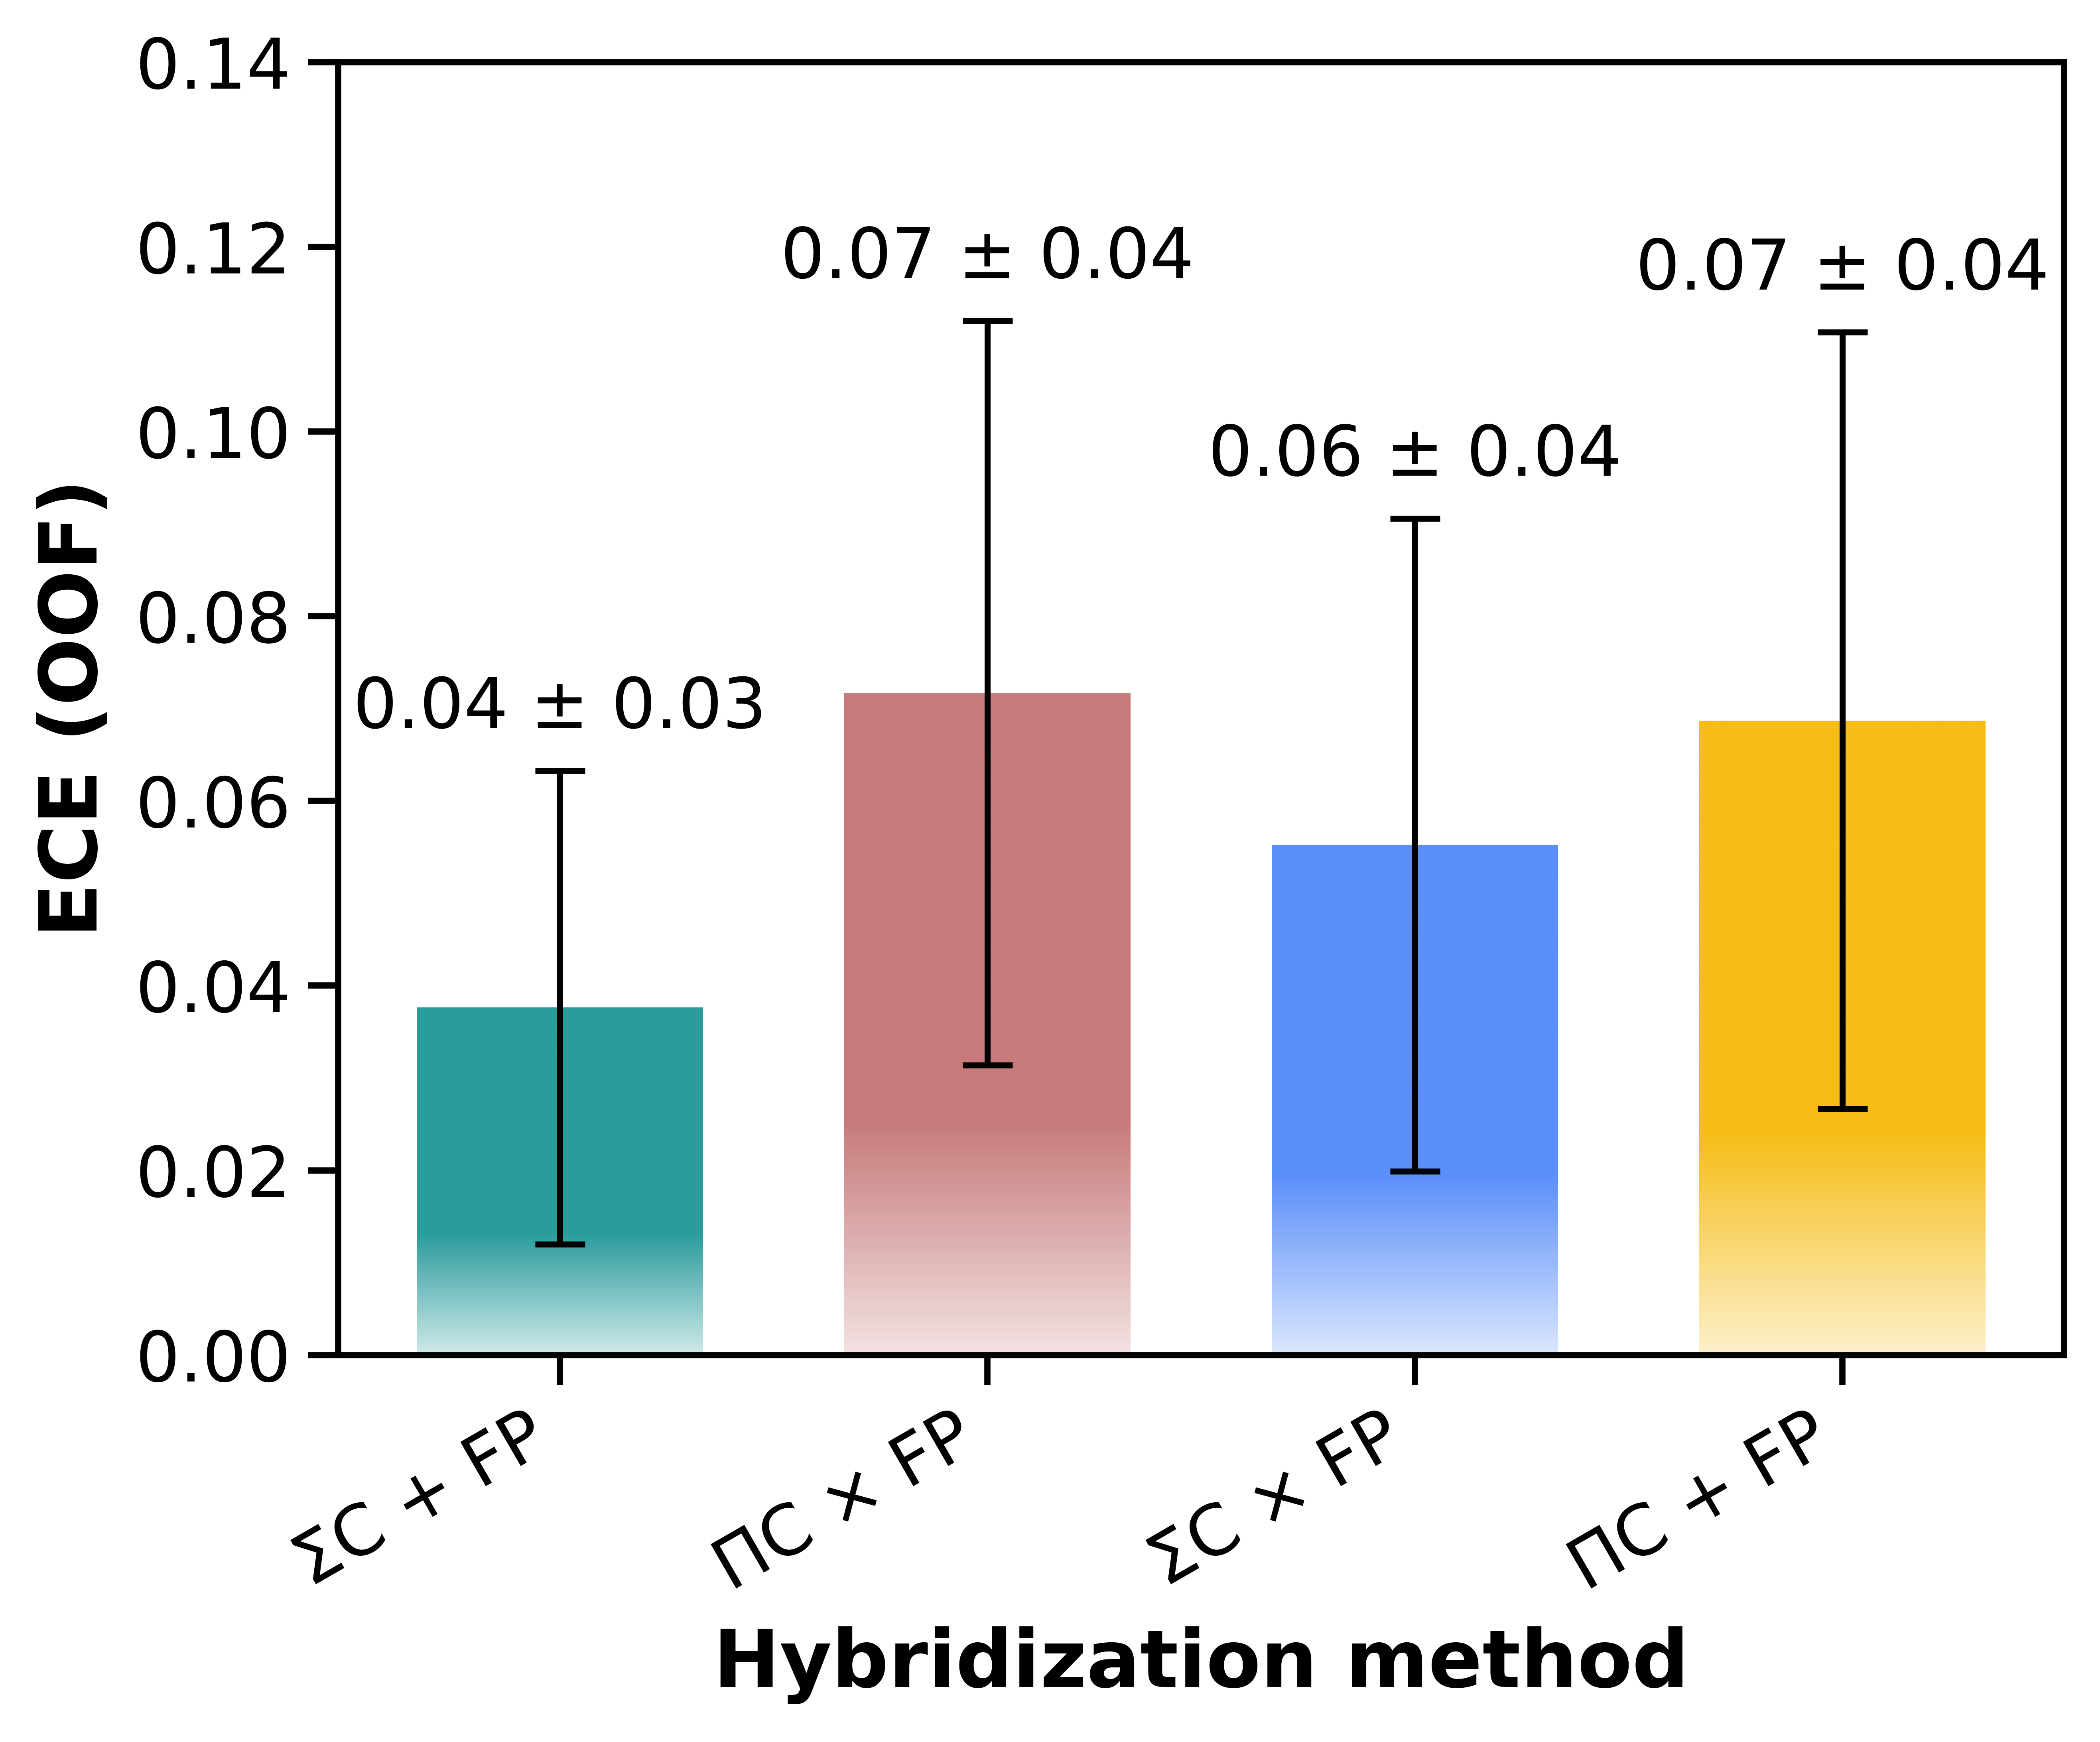 0.14
0.12
0.10
0.08
0.06
0.04
0.02
0.00
ECE (OOF)
0.04 ± 0.03
0.07 ± 0.04
0.06 ± 0.04
0.07 ± 0.04
ΣC + FP
ΠC × FP
ΣC × FP
ΠC + FP
Hybridization method